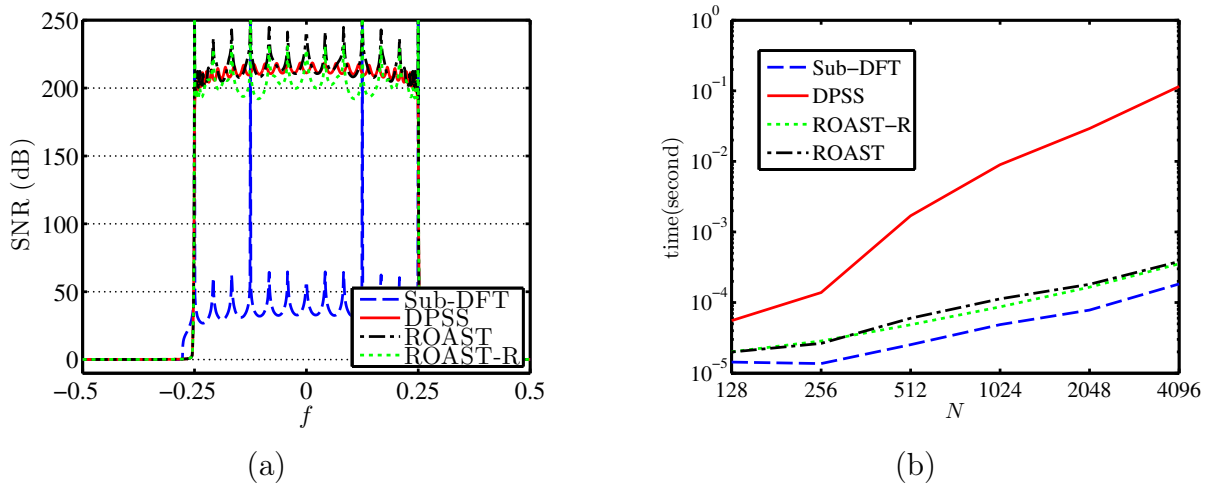 250
200
150
100
50
0
SNR (dB)
−0.5
−0.25
0
0.25
0.5
f
Sub-DFT
DPSS
ROAST
ROAST-R
(a)
10^0
10^−1
10^−2
10^−3
10^−4
10^−5
time(second)
128
256
512
1024
2048
4096
N
Sub−DFT
DPSS
ROAST−R
ROAST
(b)